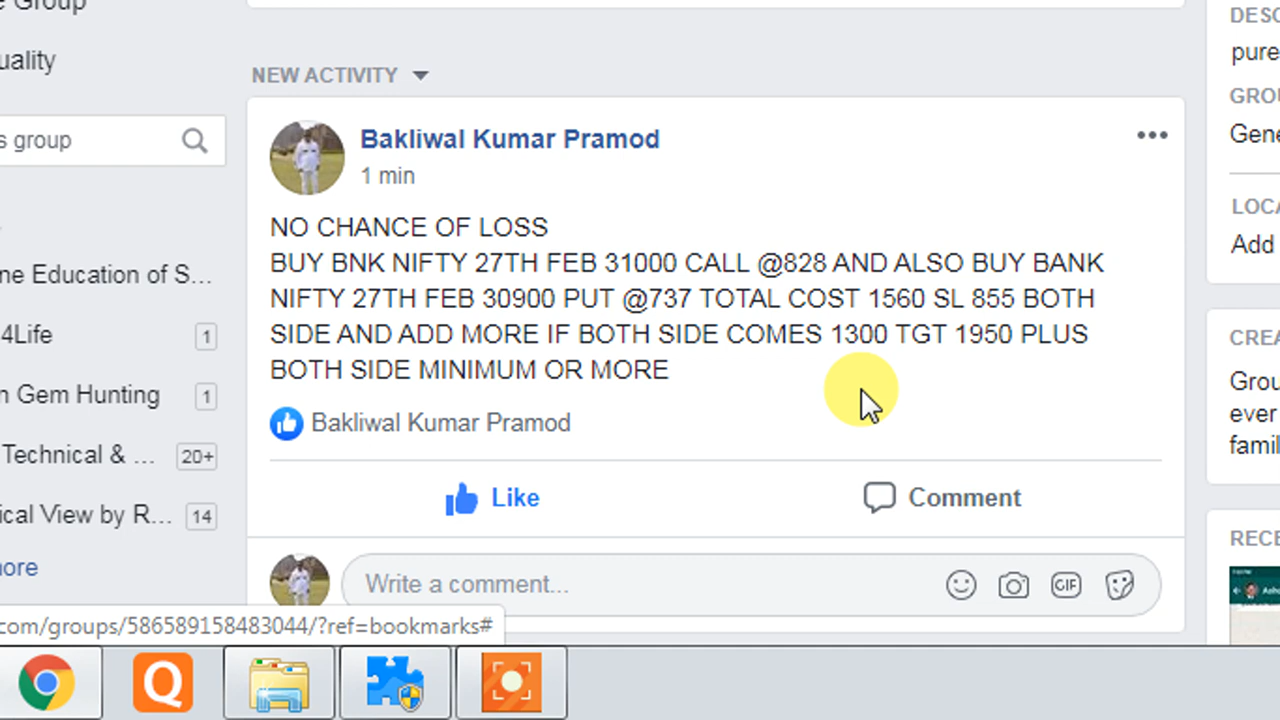 e Group
uality
s group
ne Education of S...
4Life
1
n Gem Hunting
1
Technical & ...
20+
ical View by R...
14
ore
NEW ACTIVITY
Bakliwal Kumar Pramod
1 min
NO CHANCE OF LOSS
BUY BNK NIFTY 27TH FEB 31000 CALL @828 AND ALSO BUY BANK
NIFTY 27TH FEB 30900 PUT @737 TOTAL COST 1560 SL 855 BOTH
SIDE AND ADD MORE IF BOTH SIDE COMES 1300 TGT 1950 PLUS
BOTH SIDE MINIMUM OR MORE
Bakliwal Kumar Pramod
Like
Comment
Write a comment...
GIF
com/groups/586589158483044/?ref=bookmarks#
DESC
pure
GROU
Gene
LOCA
Add
CREA
Grou
ever
famil
RECE